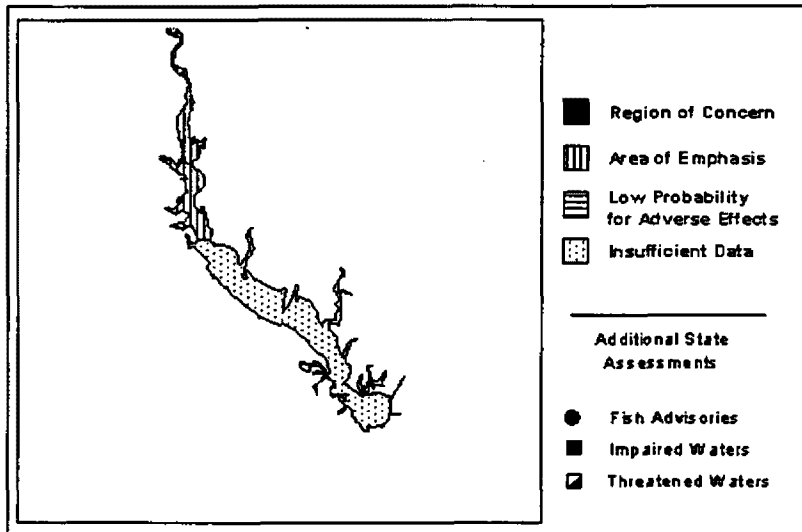 Region of Concern
Area of Emphasis
Low Probability
for Adverse Effects
Insufficient Data
Additional State
Assessments
Fish Advisories
Impaired Waters
Threatened Waters